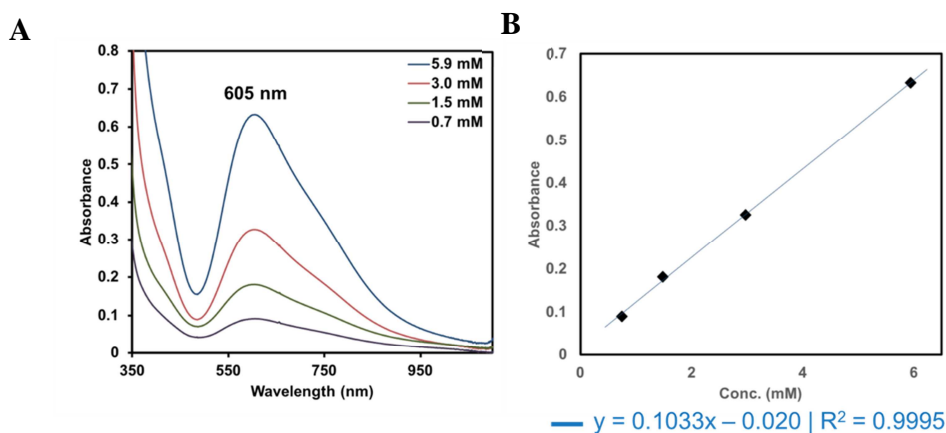 A
B
0.8
0.7
0.6
0.5
0.4
0.3
0.2
0.1
0
Absorbance
605 nm
5.9 mM
3.0 mM
1.5 mM
0.7 mM
350
550
750
950
Wavelength (nm)
0.7
0.6
0.5
0.4
0.3
0.2
0.1
0
Absorbance
0
2
4
6
Conc. (mM)
y = 0.1033x – 0.020 | R² = 0.9995